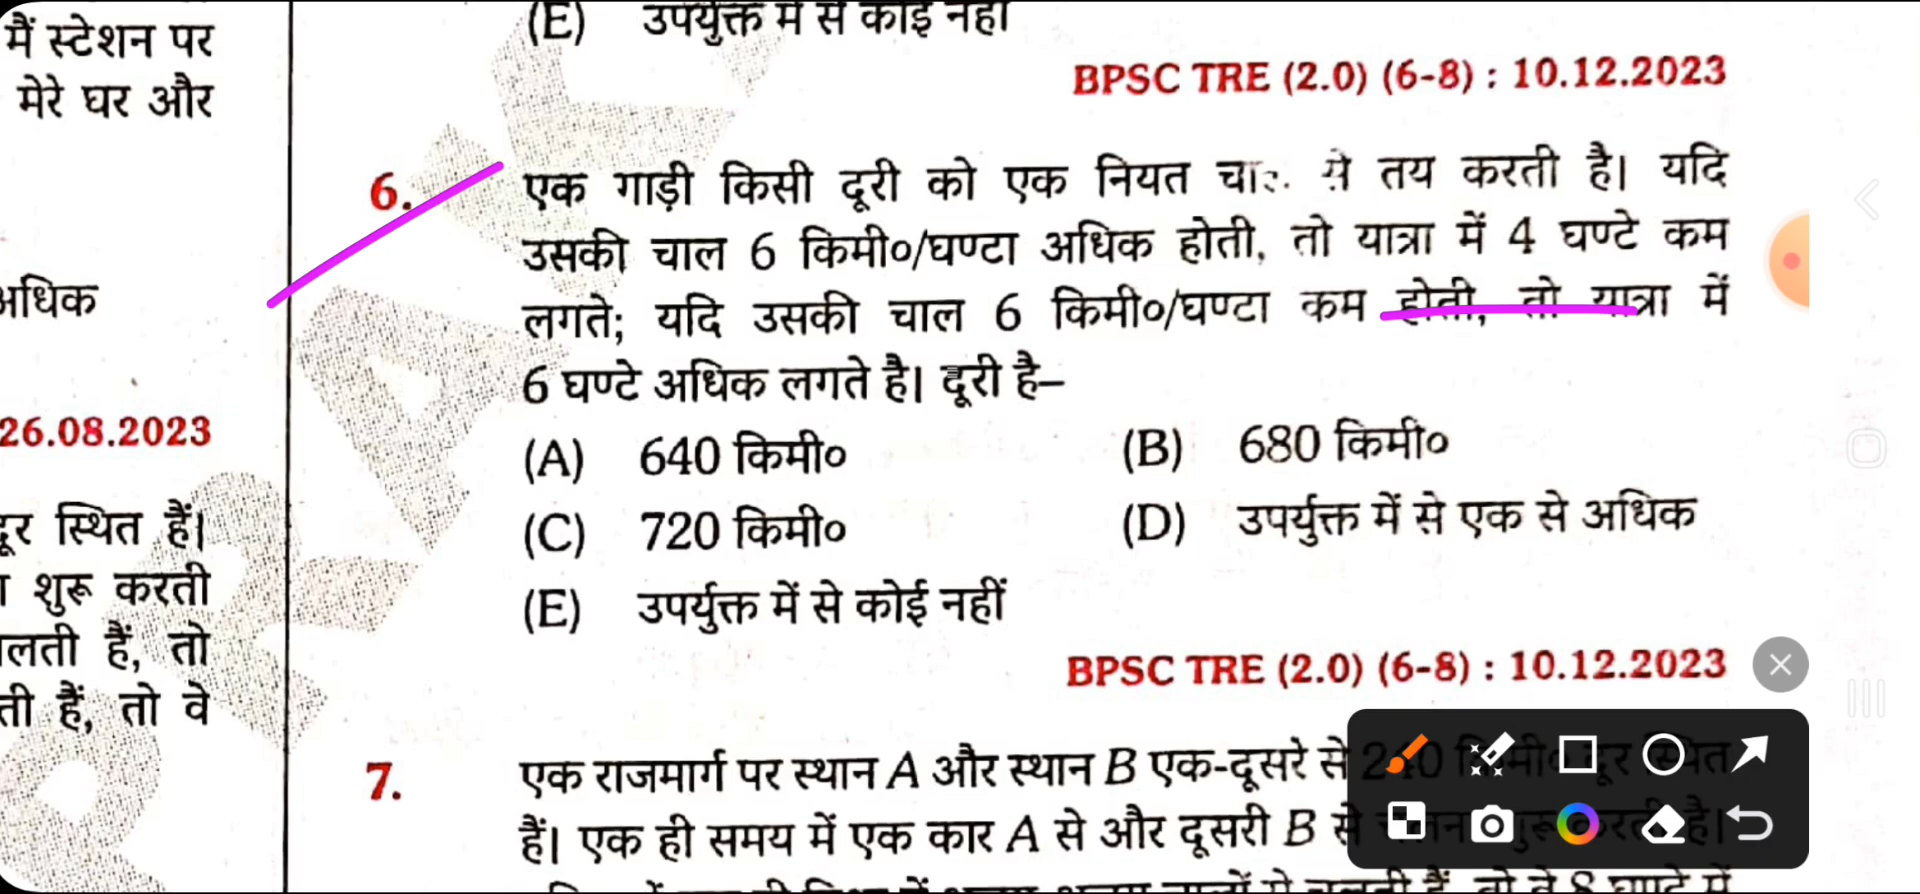 मैं स्टेशन पर
मेरे घर और
अधिक
26.08.2023
दूर स्थित हैं।
शुरू करती
लती हैं, तो
ती हैं, तो वे
(E) उपर्युक्त में से कोई नहीं
BPSC TRE (2.0) (6-8) : 10.12.2023
6. एक गाड़ी किसी दूरी को एक नियत से तय करती है। यदि
उसकी चाल 6 किमी०/घण्टा अधिक होती, तो यात्रा में 4 घण्टे कम
लगते; यदि उसकी चाल 6 किमी०/घण्टा कम होती, तो यात्रा में
6 घण्टे अधिक लगते है। दूरी है–
(A) 640 किमी० (B) 680 किमी०
(C) 720 किमी० (D) उपर्युक्त में से एक से अधिक
(E) उपर्युक्त में से कोई नहीं
BPSC TRE (2.0) (6-8) : 10.12.2023
7. एक राजमार्ग पर स्थान A और स्थान B एक-दूसरे से 240 किमी० दूर स्थित
हैं। एक ही समय में एक कार A से और दूसरी B से चलना शुरू करती है।